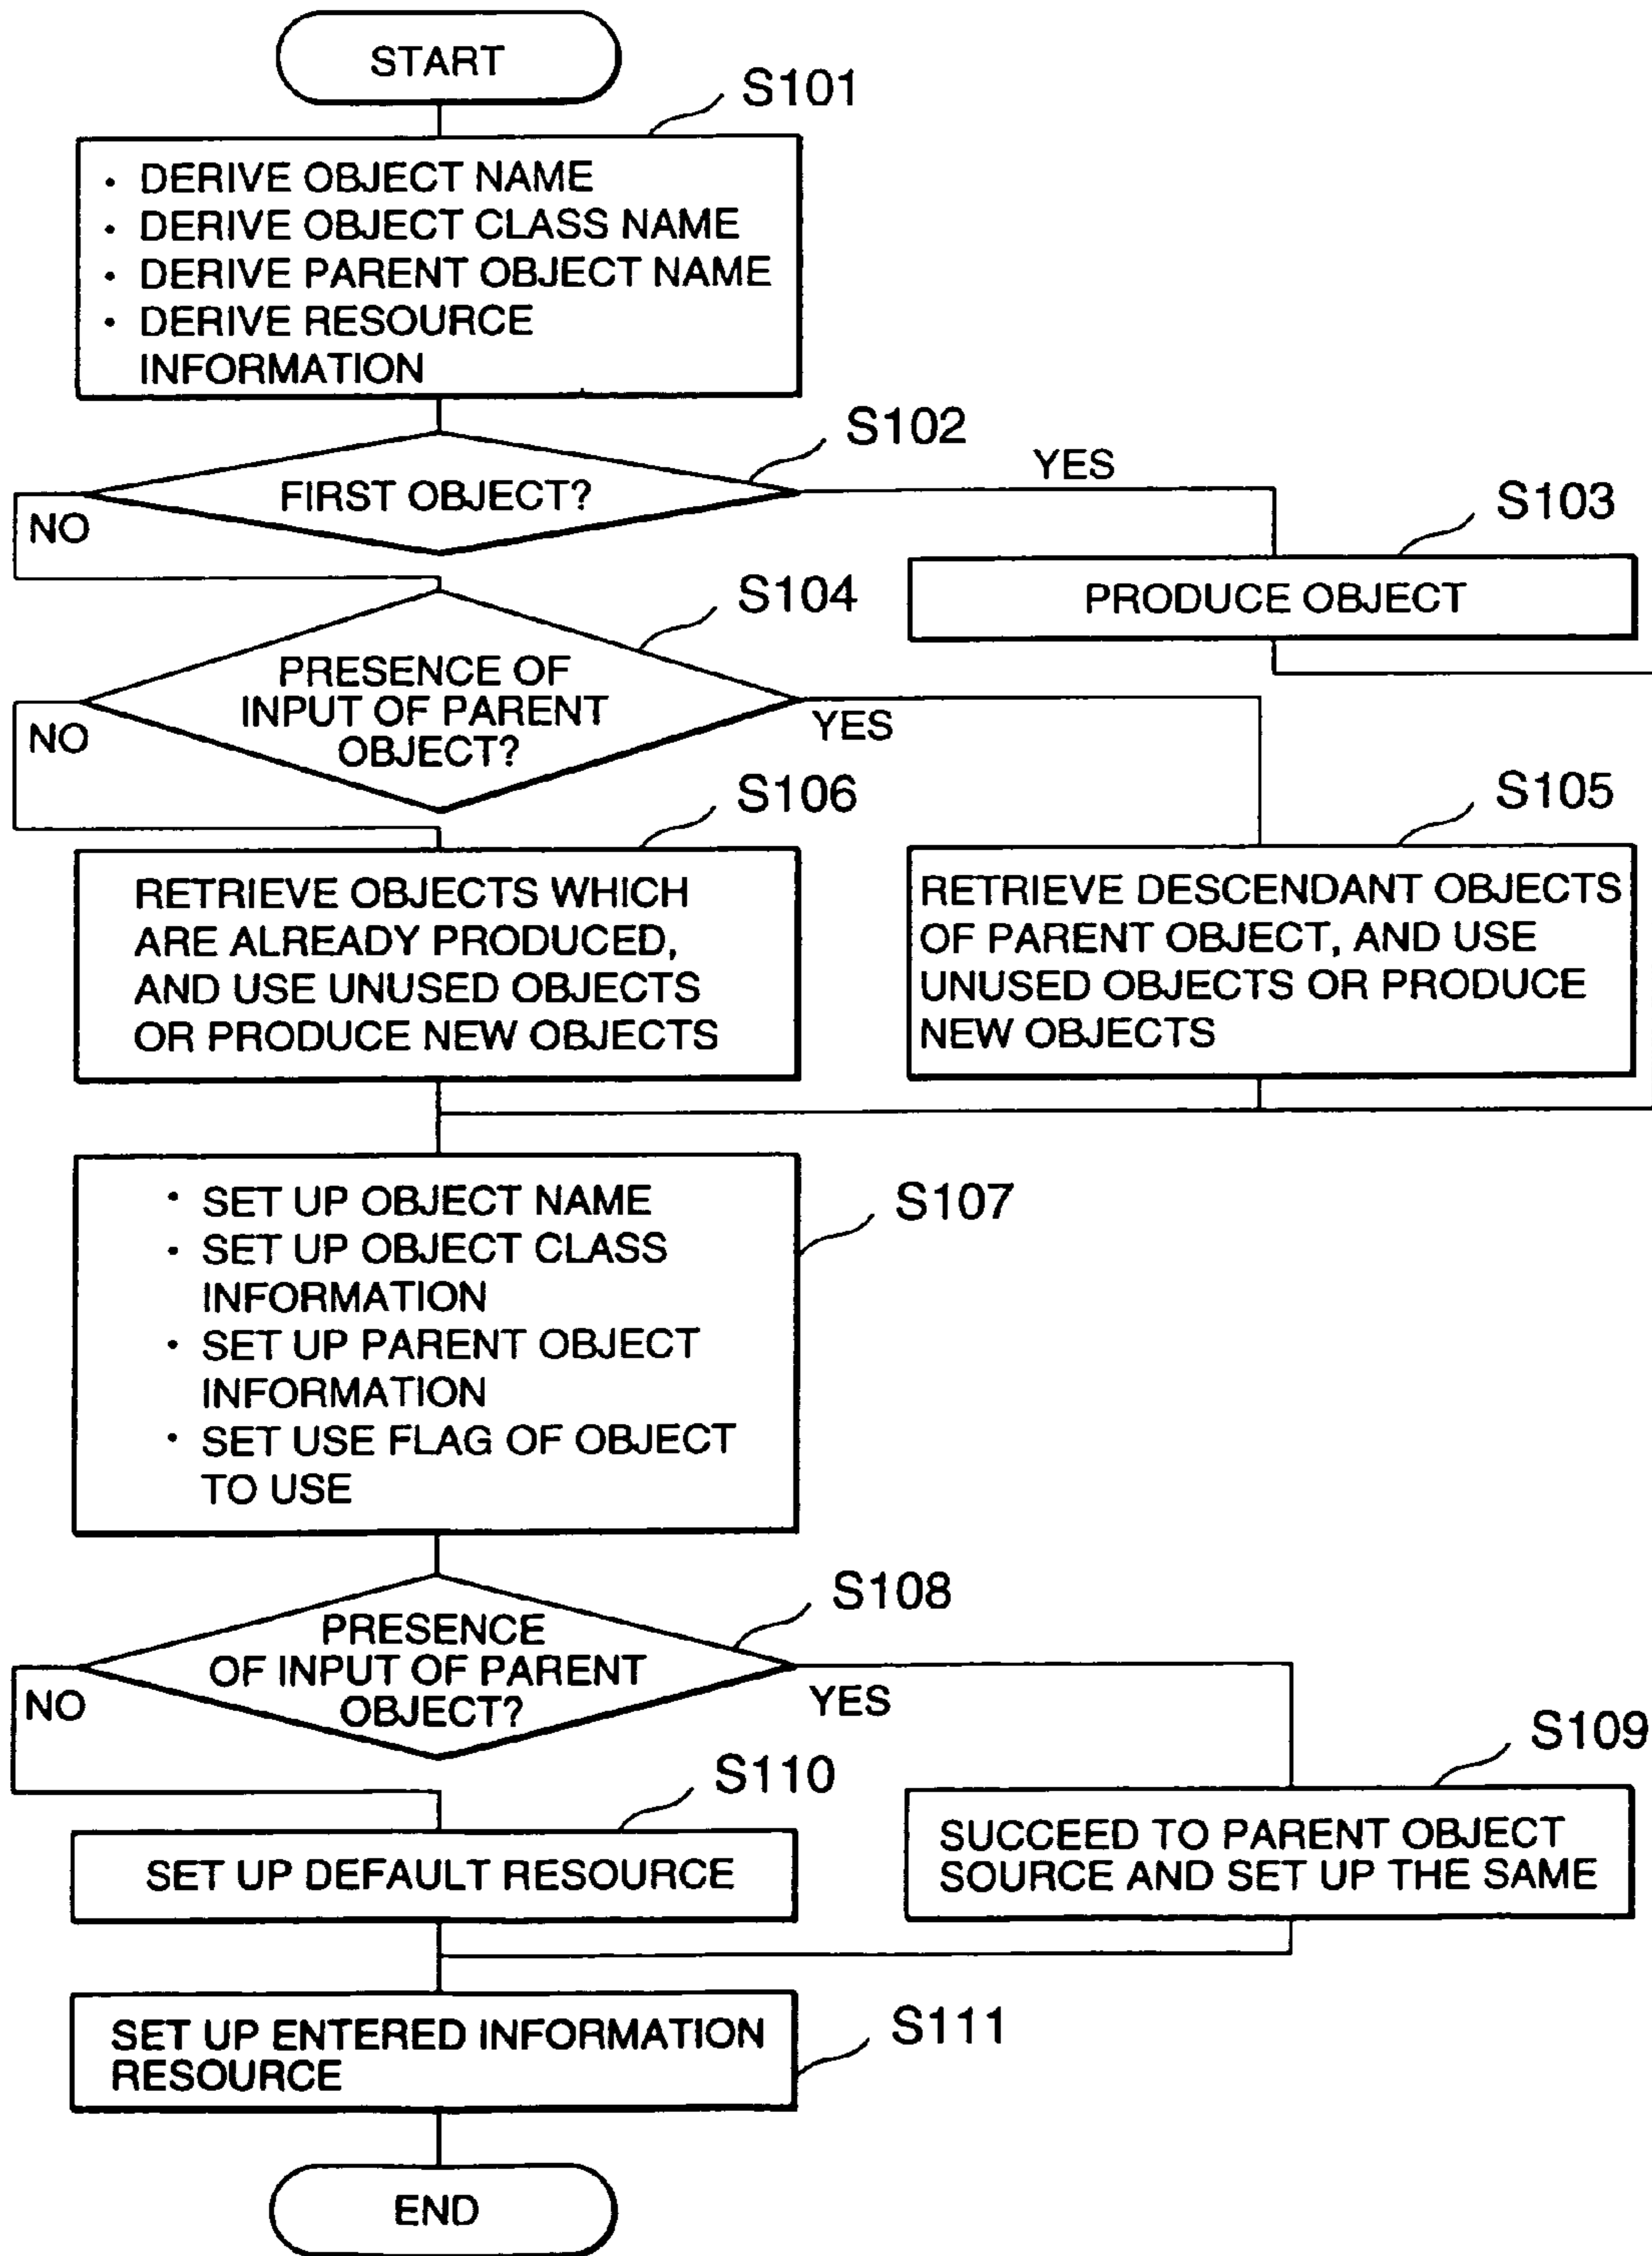 START
S101
· DERIVE OBJECT NAME
· DERIVE OBJECT CLASS NAME
· DERIVE PARENT OBJECT NAME
· DERIVE RESOURCE
INFORMATION
S102
FIRST OBJECT?
YES
NO
S103
PRODUCE OBJECT
S104
PRESENCE OF
INPUT OF PARENT
OBJECT?
NO
YES
S106
RETRIEVE OBJECTS WHICH
ARE ALREADY PRODUCED,
AND USE UNUSED OBJECTS
OR PRODUCE NEW OBJECTS
S105
RETRIEVE DESCENDANT OBJECTS
OF PARENT OBJECT, AND USE
UNUSED OBJECTS OR PRODUCE
NEW OBJECTS
S107
· SET UP OBJECT NAME
· SET UP OBJECT CLASS
INFORMATION
· SET UP PARENT OBJECT
INFORMATION
· SET USE FLAG OF OBJECT
TO USE
S108
PRESENCE
OF INPUT OF PARENT
OBJECT?
NO
YES
S110
SET UP DEFAULT RESOURCE
S109
SUCCEED TO PARENT OBJECT
SOURCE AND SET UP THE SAME
S111
SET UP ENTERED INFORMATION
RESOURCE
END